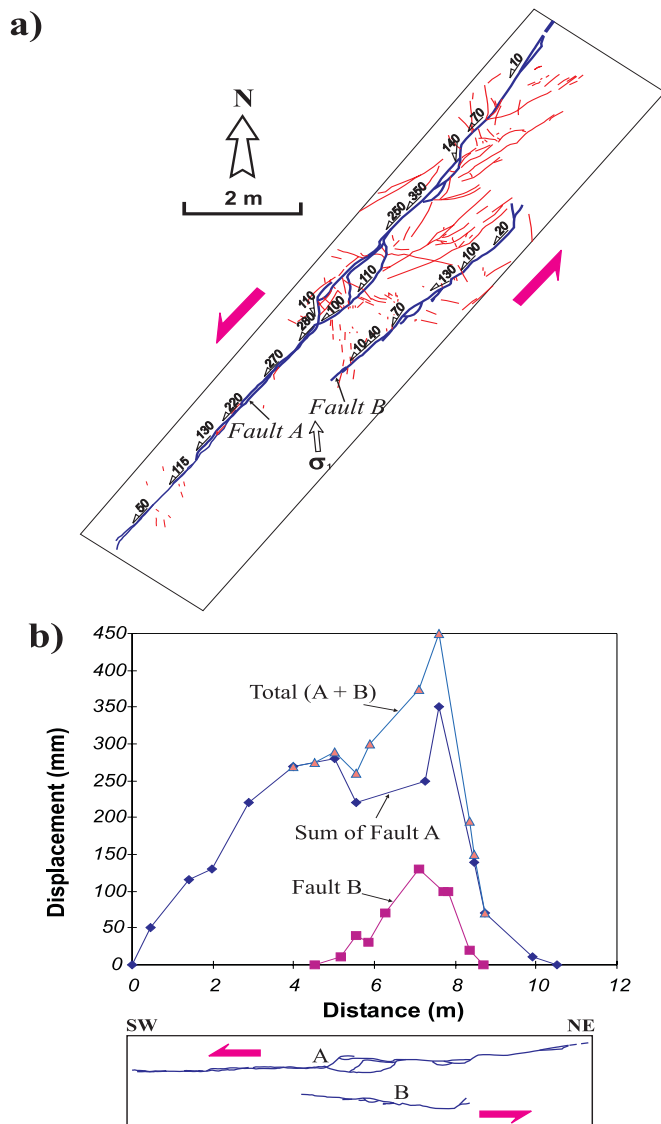 a)
N
2 m
10
70
140
350
250
110
110
100
280
270
220
130
115
50
20
100
130
70
40
10
Fault A
Fault B
σ1
b)
450
400
350
300
250
200
150
100
50
0
Displacement (mm)
Total (A + B)
Sum of Fault A
Fault B
0 2 4 6 8 10 12
Distance (m)
SW NE
A
B